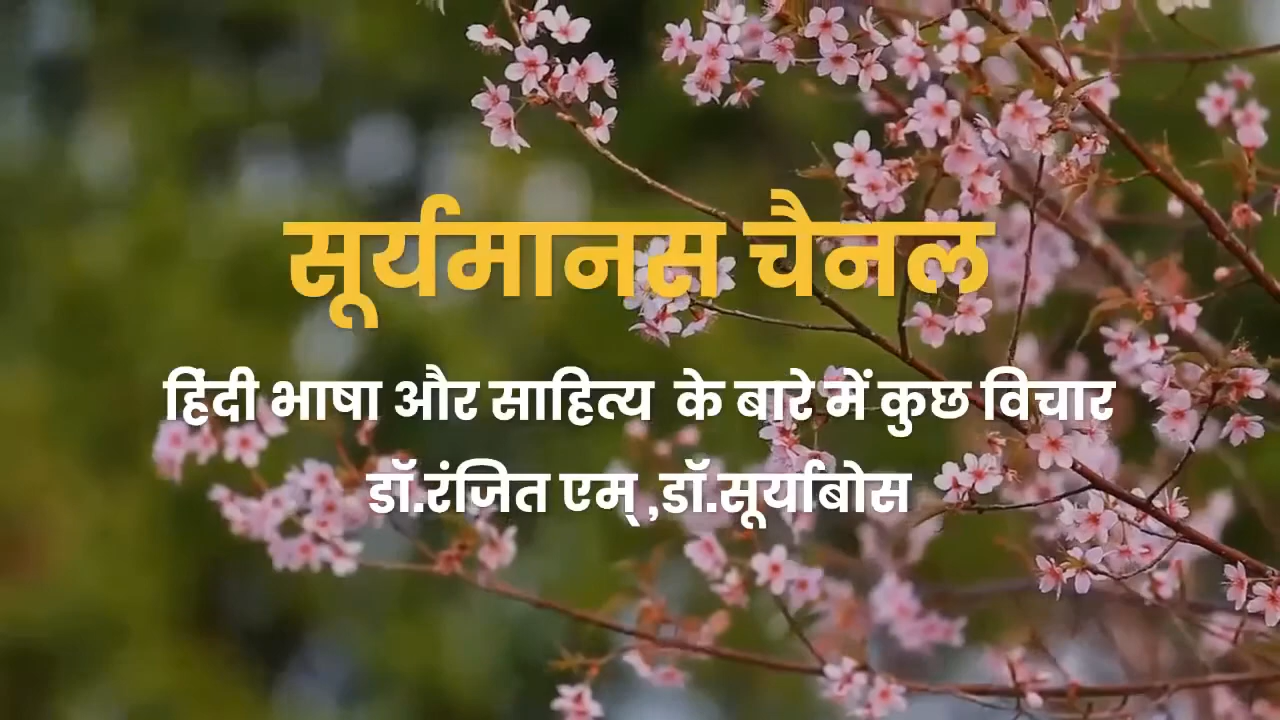 सूर्यमानस चैनल
हिंदी भाषा और साहित्य के बारे में कुछ विचार
डॉ.रंजित एम् ,डॉ.सूर्याबोस